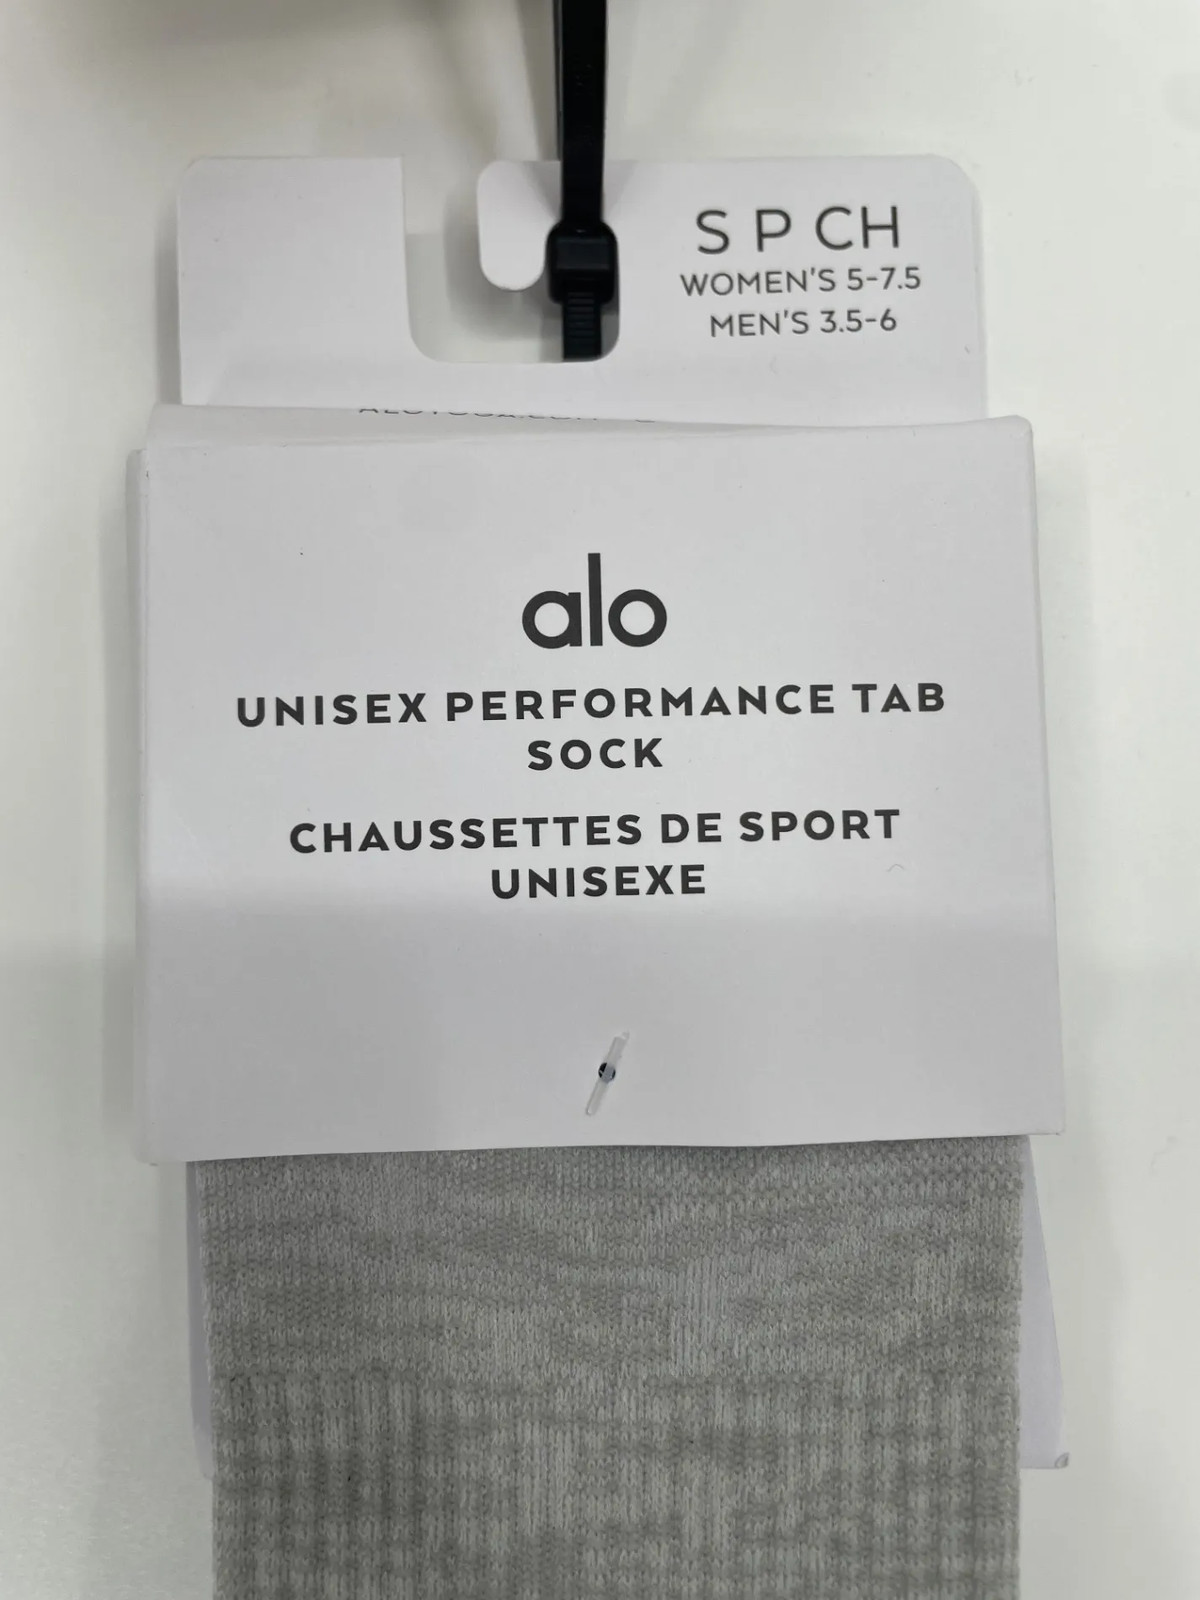 S P CH
WOMEN'S 5-7.5
MEN'S 3.5-6
alo
UNISEX PERFORMANCE TAB
SOCK
CHAUSSETTES DE SPORT
UNISEXE